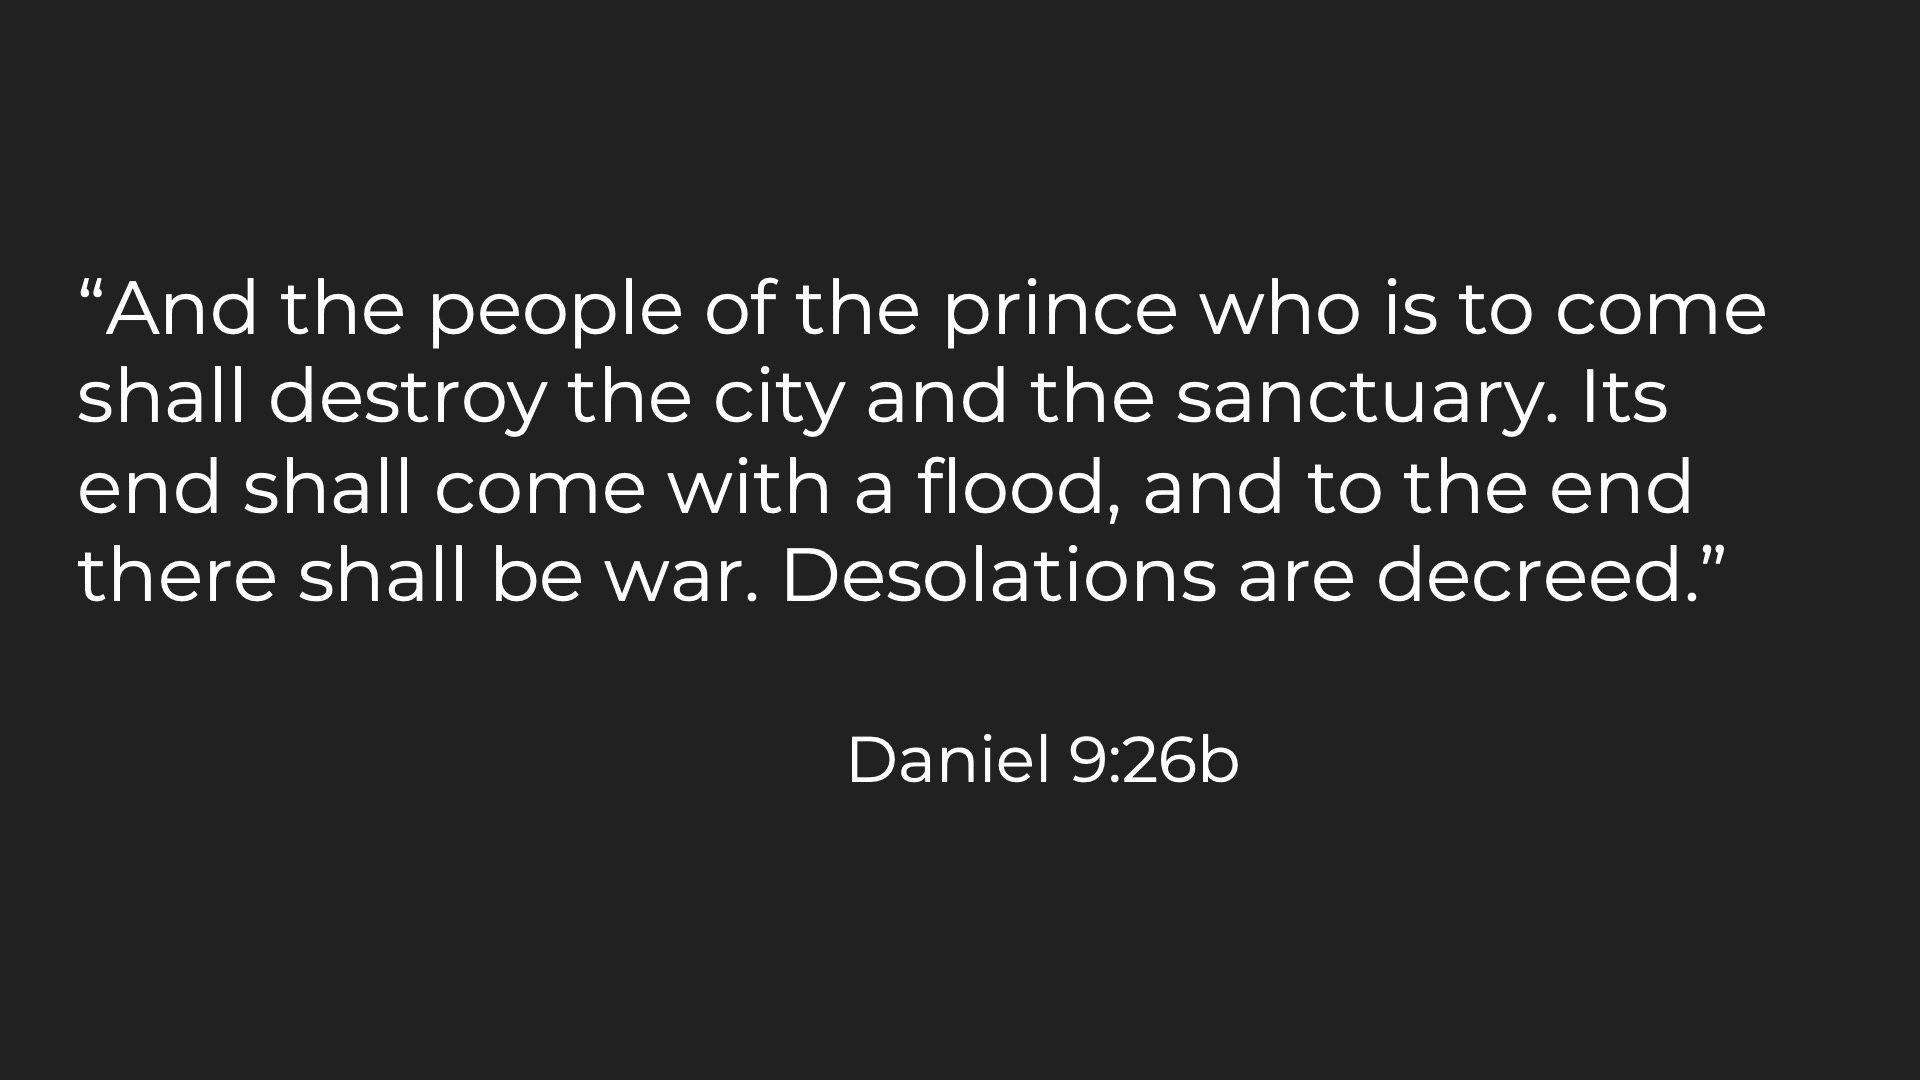 “And the people of the prince who is to come
shall destroy the city and the sanctuary. Its
end shall come with a flood, and to the end
there shall be war. Desolations are decreed.”
Daniel 9:26b